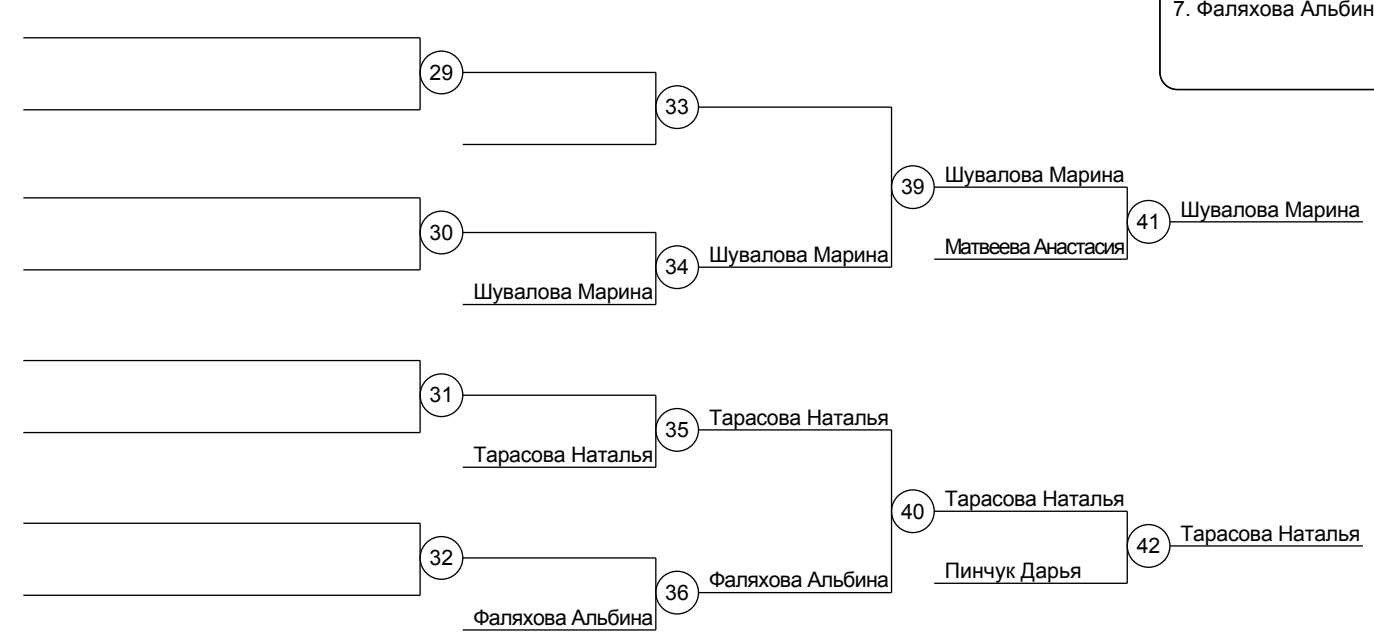 7. Фаляхова Альбин
29
33
39
Шувалова Марина
41
Шувалова Марина
30
34
Шувалова Марина
Матвеева Анастасия
Шувалова Марина
31
35
Тарасова Наталья
Тарасова Наталья
40
Тарасова Наталья
42
Тарасова Наталья
32
36
Фаляхова Альбина
Пинчук Дарья
Фаляхова Альбина